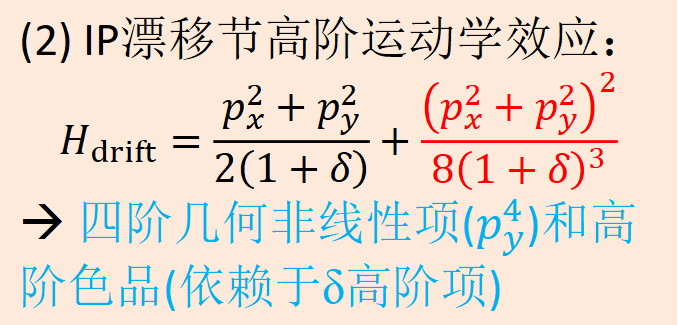 (2) IP漂移节高阶运动学效应：
H_drift = (p_x^2 + p_y^2) / (2(1 + δ)) + (p_x^2 + p_y^2)^2 / (8(1 + δ)^3)
→ 四阶几何非线性项(p_y^4)和高
阶色品(依赖于δ高阶项)